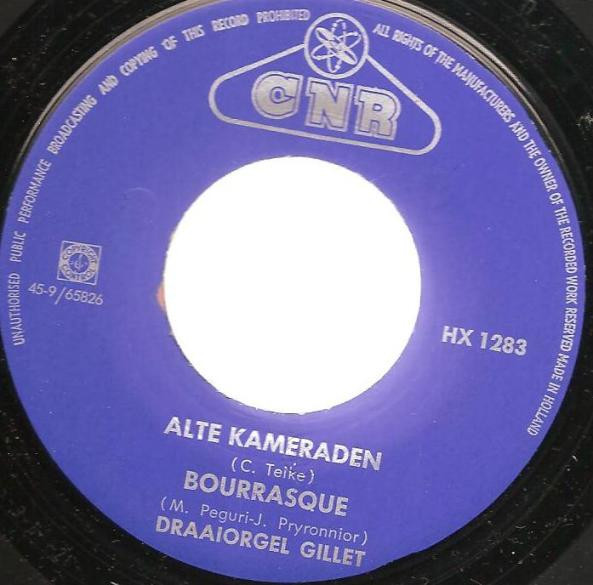 UNAUTHORISED PUBLIC PERFORMANCE BROADCASTING AND COPYING OF THIS RECORD PROHIBITED
ALL RIGHTS OF THE MANUFACTURERS AND THE OWNER OF THE RECORDED WORK RESERVED MADE IN HOLLAND
CNR
COPYRIGHT CONTROL
45-9/65826
HX 1283
ALTE KAMERADEN
(C. Teike)
BOURRASQUE
(M. Peguri-J. Pryronnior)
DRAAIORGEL GILLET